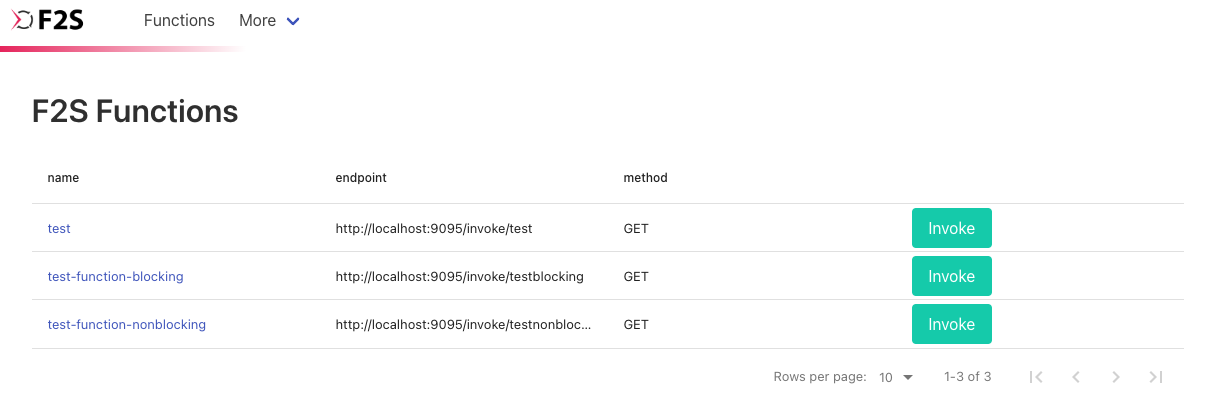 F2S Functions More
F2S Functions
name endpoint method
test http://localhost:9095/invoke/test GET Invoke
test-function-blocking http://localhost:9095/invoke/testblocking GET Invoke
test-function-nonblocking http://localhost:9095/invoke/testnonbloc... GET Invoke
Rows per page: 10 1-3 of 3